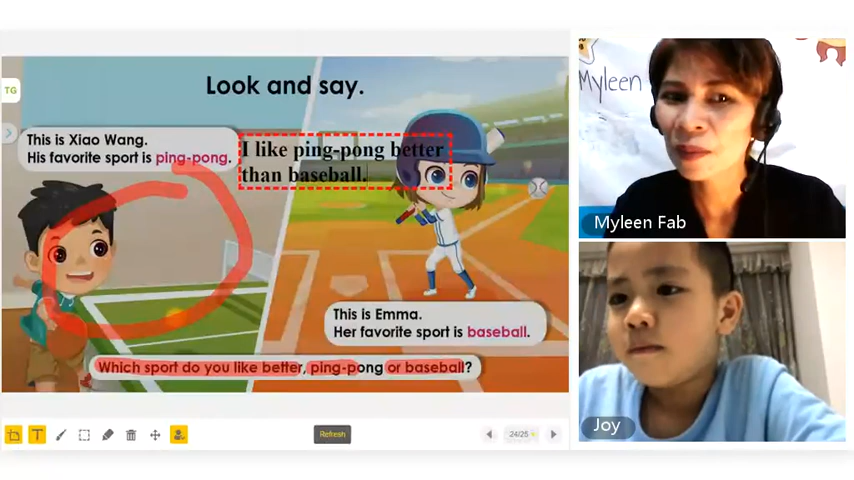 Look and say.
TG
This is Xiao Wang.
His favorite sport is ping-pong.
I like ping-pong better
than baseball.
This is Emma.
Her favorite sport is baseball.
Which sport do you like better, ping-pong or baseball?
T
Refresh
24/25
Myleen
Myleen Fab
Joy